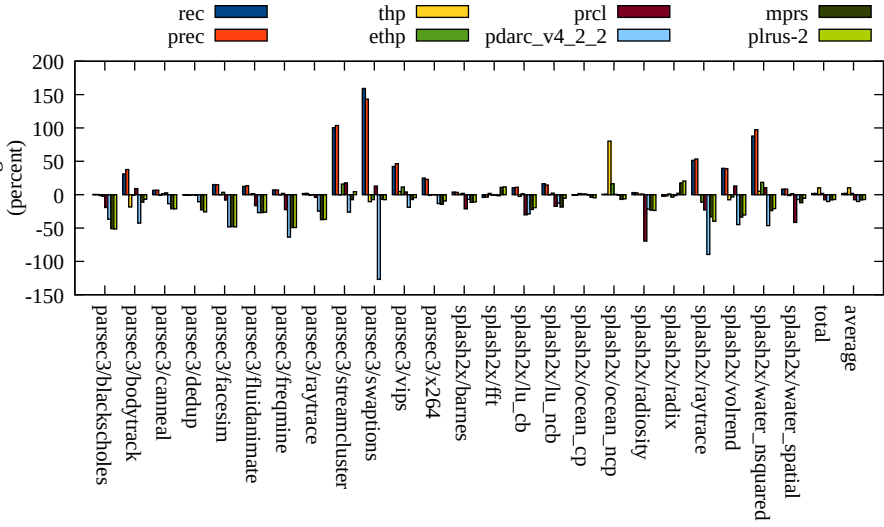 rec thp prcl mprs
prec ethp pdarc_v4_2_2 plrus-2
(percent)
200
150
100
50
0
-50
-100
-150
parsec3/blackscholes
parsec3/bodytrack
parsec3/canneal
parsec3/dedup
parsec3/facesim
parsec3/fluidanimate
parsec3/freqmine
parsec3/raytrace
parsec3/streamcluster
parsec3/swaptions
parsec3/vips
parsec3/x264
splash2x/barnes
splash2x/fft
splash2x/lu_cb
splash2x/lu_ncb
splash2x/ocean_cp
splash2x/ocean_ncp
splash2x/radiosity
splash2x/radix
splash2x/raytrace
splash2x/volrend
splash2x/water_nsquared
splash2x/water_spatial
total
average